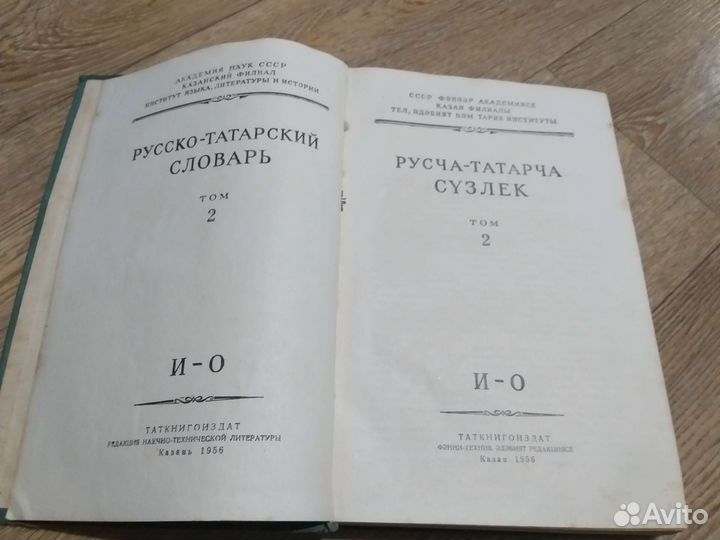 АКАДЕМИЯ НАУК СССР
КАЗАНСКИЙ ФИЛИАЛ
ИНСТИТУТ ЯЗЫКА, ЛИТЕРАТУРЫ И ИСТОРИИ
РУССКО-ТАТАРСКИЙ
СЛОВАРЬ
ТОМ
2
И-О
ТАТКНИГОИЗДАТ
РЕДАКЦИЯ НАУЧНО-ТЕХНИЧЕСКОЙ ЛИТЕРАТУРЫ
Казань 1956
СССР ФӘННӘР АКАДЕМИЯСЕ
КАЗАН ФИЛИАЛЫ
ТЕЛ, ӘДӘБИЯТ ҺӘМ ТАРИХ ИНСТИТУТЫ
РУСЧА-ТАТАРЧА
СҮЗЛЕК
ТОМ
2
И-О
ТАТКНИГОИЗДАТ
ФӘННИ-ТЕХНИК ӘДӘБИЯТ РЕДАКЦИЯСЕ
Казан 1956
Avito